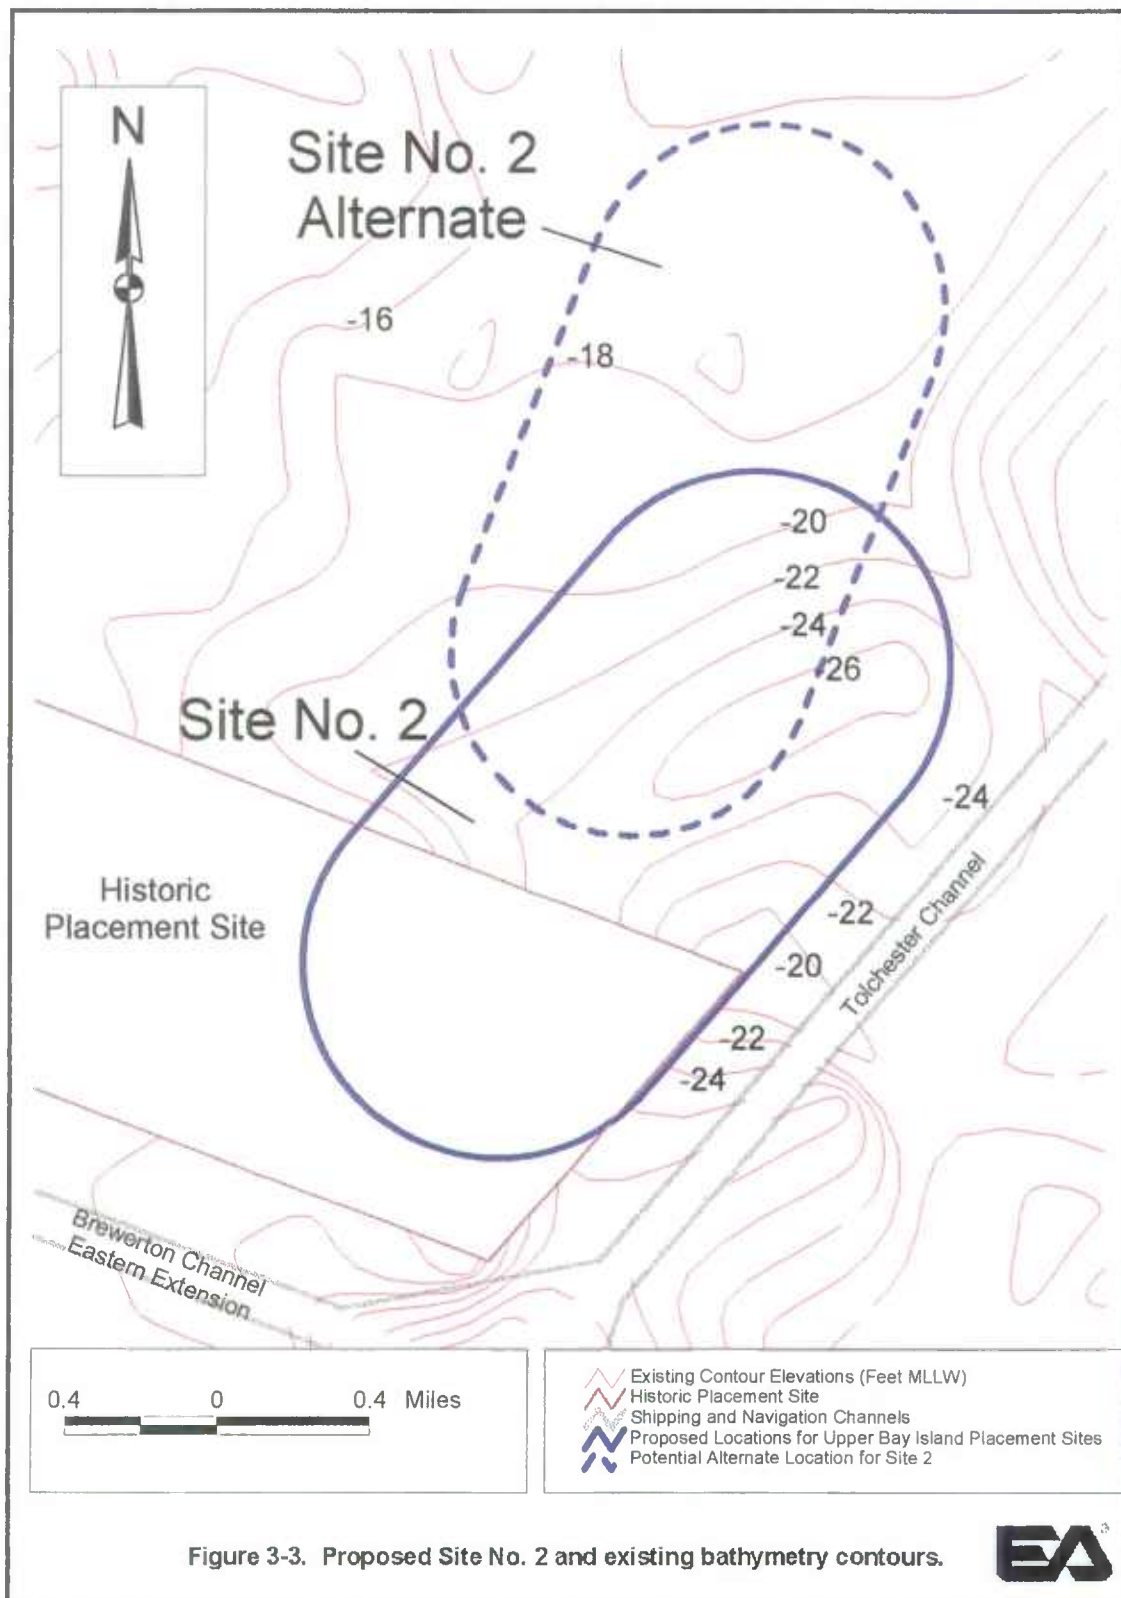 N
Site No. 2
Alternate
-16
-18
-20
-22
-24
-26
Site No. 2
-24
Historic
Placement Site
-22
-20
Tolchester Channel
-22
-24
Brewerton Channel
Eastern Extension
0.4 0 0.4 Miles
Existing Contour Elevations (Feet MLLW)
Historic Placement Site
Shipping and Navigation Channels
Proposed Locations for Upper Bay Island Placement Sites
Potential Alternate Location for Site 2
Figure 3-3. Proposed Site No. 2 and existing bathymetry contours.
EA